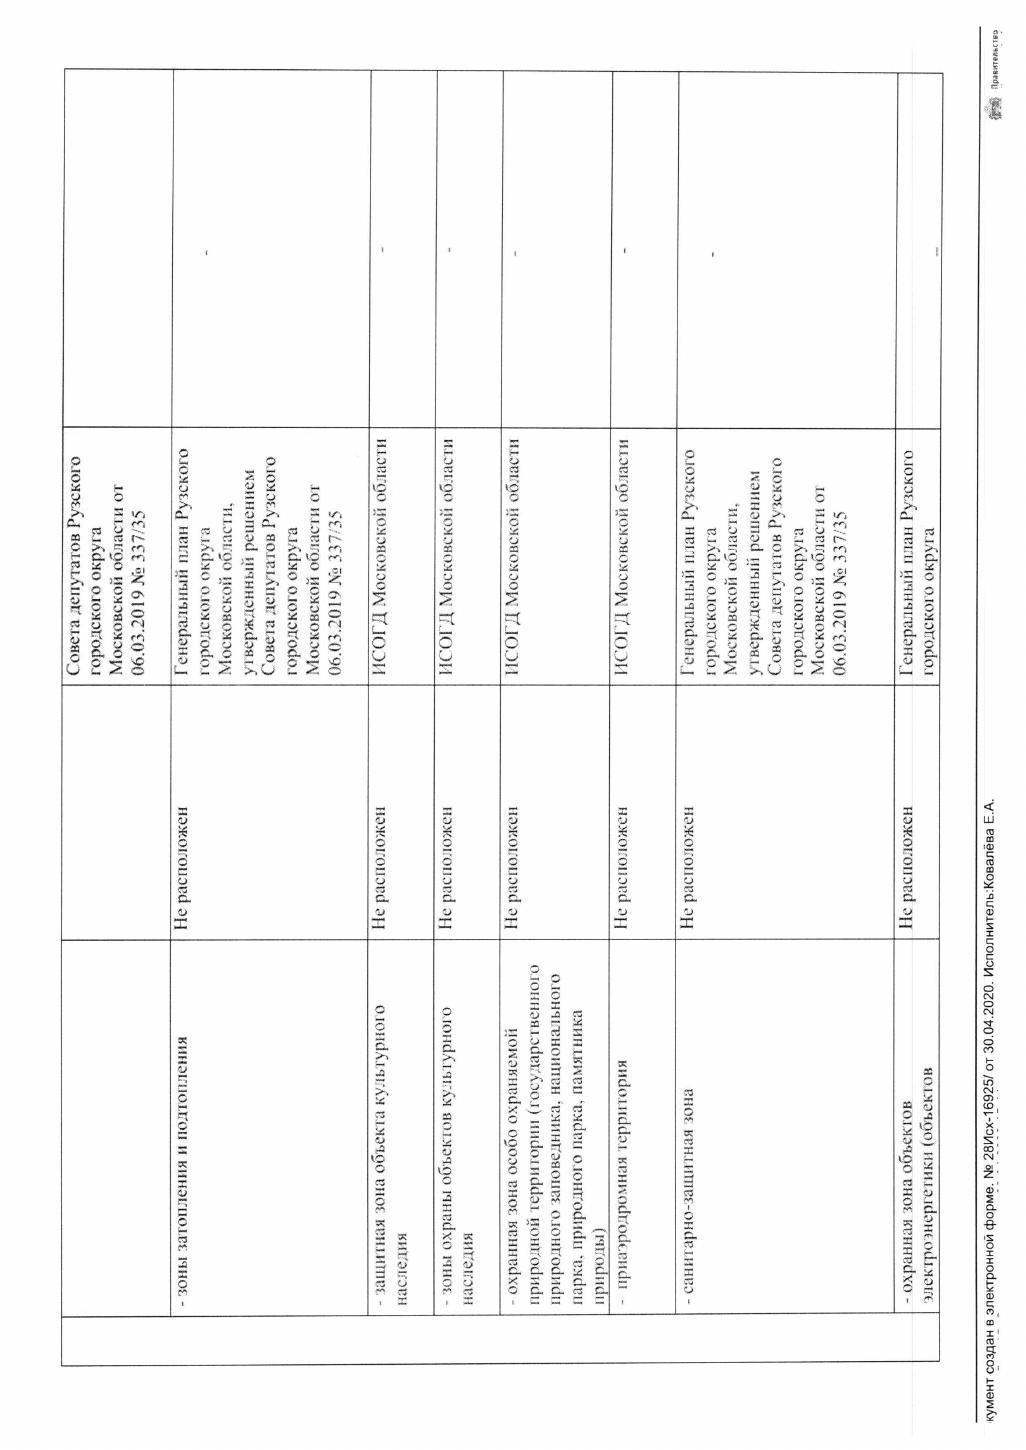 Совета депутатов Рузского
городского округа
Московской области от
06.03.2019 № 337/35
- зоны затопления и подтопления
Не расположен
Генеральный план Рузского
городского округа
Московской области,
утвержденный решением
Совета депутатов Рузского
городского округа
Московской области от
06.03.2019 № 337/35
-
- защитная зона объекта культурного
наследия
Не расположен
ИСОГД Московской области
-
- зоны охраны объектов культурного
наследия
Не расположен
ИСОГД Московской области
-
- охранная зона особо охраняемой
природной территории (государственного
природного заповедника, национального
парка, природного парка, памятника
природы)
Не расположен
ИСОГД Московской области
-
- приаэродромная территория
Не расположен
ИСОГД Московской области
-
- санитарно-защитная зона
Не расположен
Генеральный план Рузского
городского округа
Московской области,
утвержденный решением
Совета депутатов Рузского
городского округа
Московской области от
06.03.2019 № 337/35
-
- охранная зона объектов
электроэнергетики (объектов
Не расположен
Генеральный план Рузского
городского округа
–
кумент создан в электронной форме. № 28Исх-16925/ от 30.04.2020. Исполнитель:Ковалёва Е.А.
Правительство